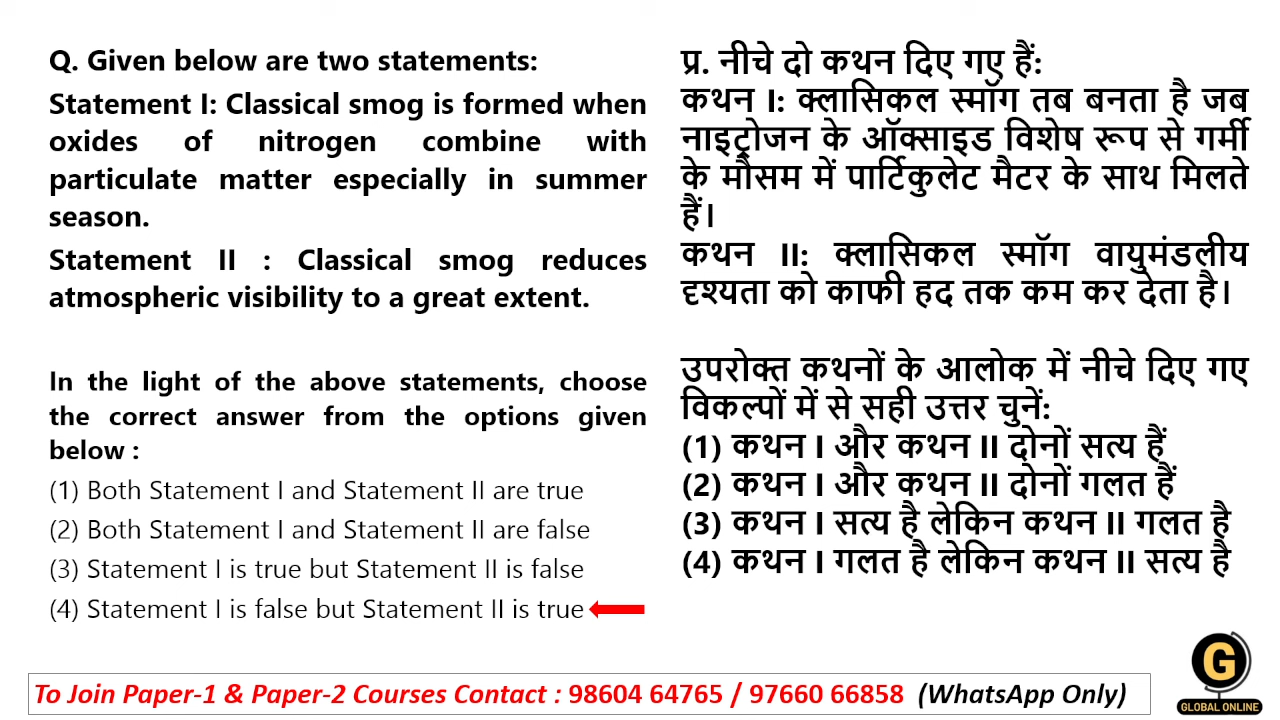 Q. Given below are two statements:
Statement I: Classical smog is formed when
oxides of nitrogen combine with
particulate matter especially in summer
season.
Statement II : Classical smog reduces
atmospheric visibility to a great extent.
In the light of the above statements, choose
the correct answer from the options given
below :
(1) Both Statement I and Statement II are true
(2) Both Statement I and Statement II are false
(3) Statement I is true but Statement II is false
(4) Statement I is false but Statement II is true
प्र. नीचे दो कथन दिए गए हैं:
कथन I: क्लासिकल स्मॉग तब बनता है जब
नाइट्रोजन के ऑक्साइड विशेष रूप से गर्मी
के मौसम में पार्टिकुलेट मैटर के साथ मिलते
हैं।
कथन II: क्लासिकल स्मॉग वायुमंडलीय
दृश्यता को काफी हद तक कम कर देता है।
उपरोक्त कथनों के आलोक में नीचे दिए गए
विकल्पों में से सही उत्तर चुनें:
(1) कथन I और कथन II दोनों सत्य हैं
(2) कथन I और कथन II दोनों गलत हैं
(3) कथन I सत्य है लेकिन कथन II गलत है
(4) कथन I गलत है लेकिन कथन II सत्य है
To Join Paper-1 & Paper-2 Courses Contact : 98604 64765 / 97660 66858 (WhatsApp Only)
G
GLOBAL ONLINE